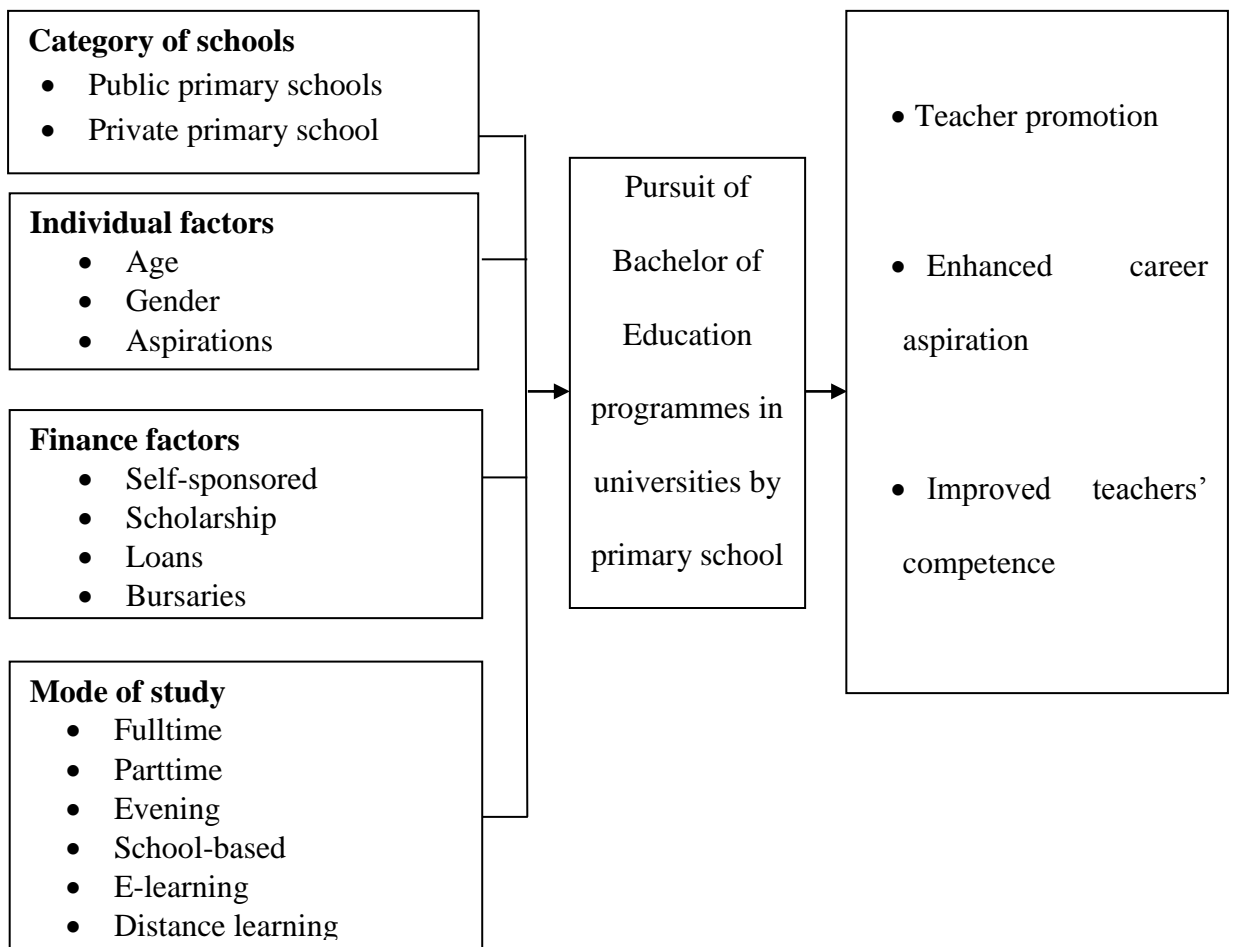 Category of schools
• Public primary schools
• Private primary school
Individual factors
• Age
• Gender
• Aspirations
Finance factors
• Self-sponsored
• Scholarship
• Loans
• Bursaries
Mode of study
• Fulltime
• Parttime
• Evening
• School-based
• E-learning
• Distance learning
Pursuit of
Bachelor of
Education
programmes in
universities by
primary school
• Teacher promotion
• Enhanced career
aspiration
• Improved teachers’
competence